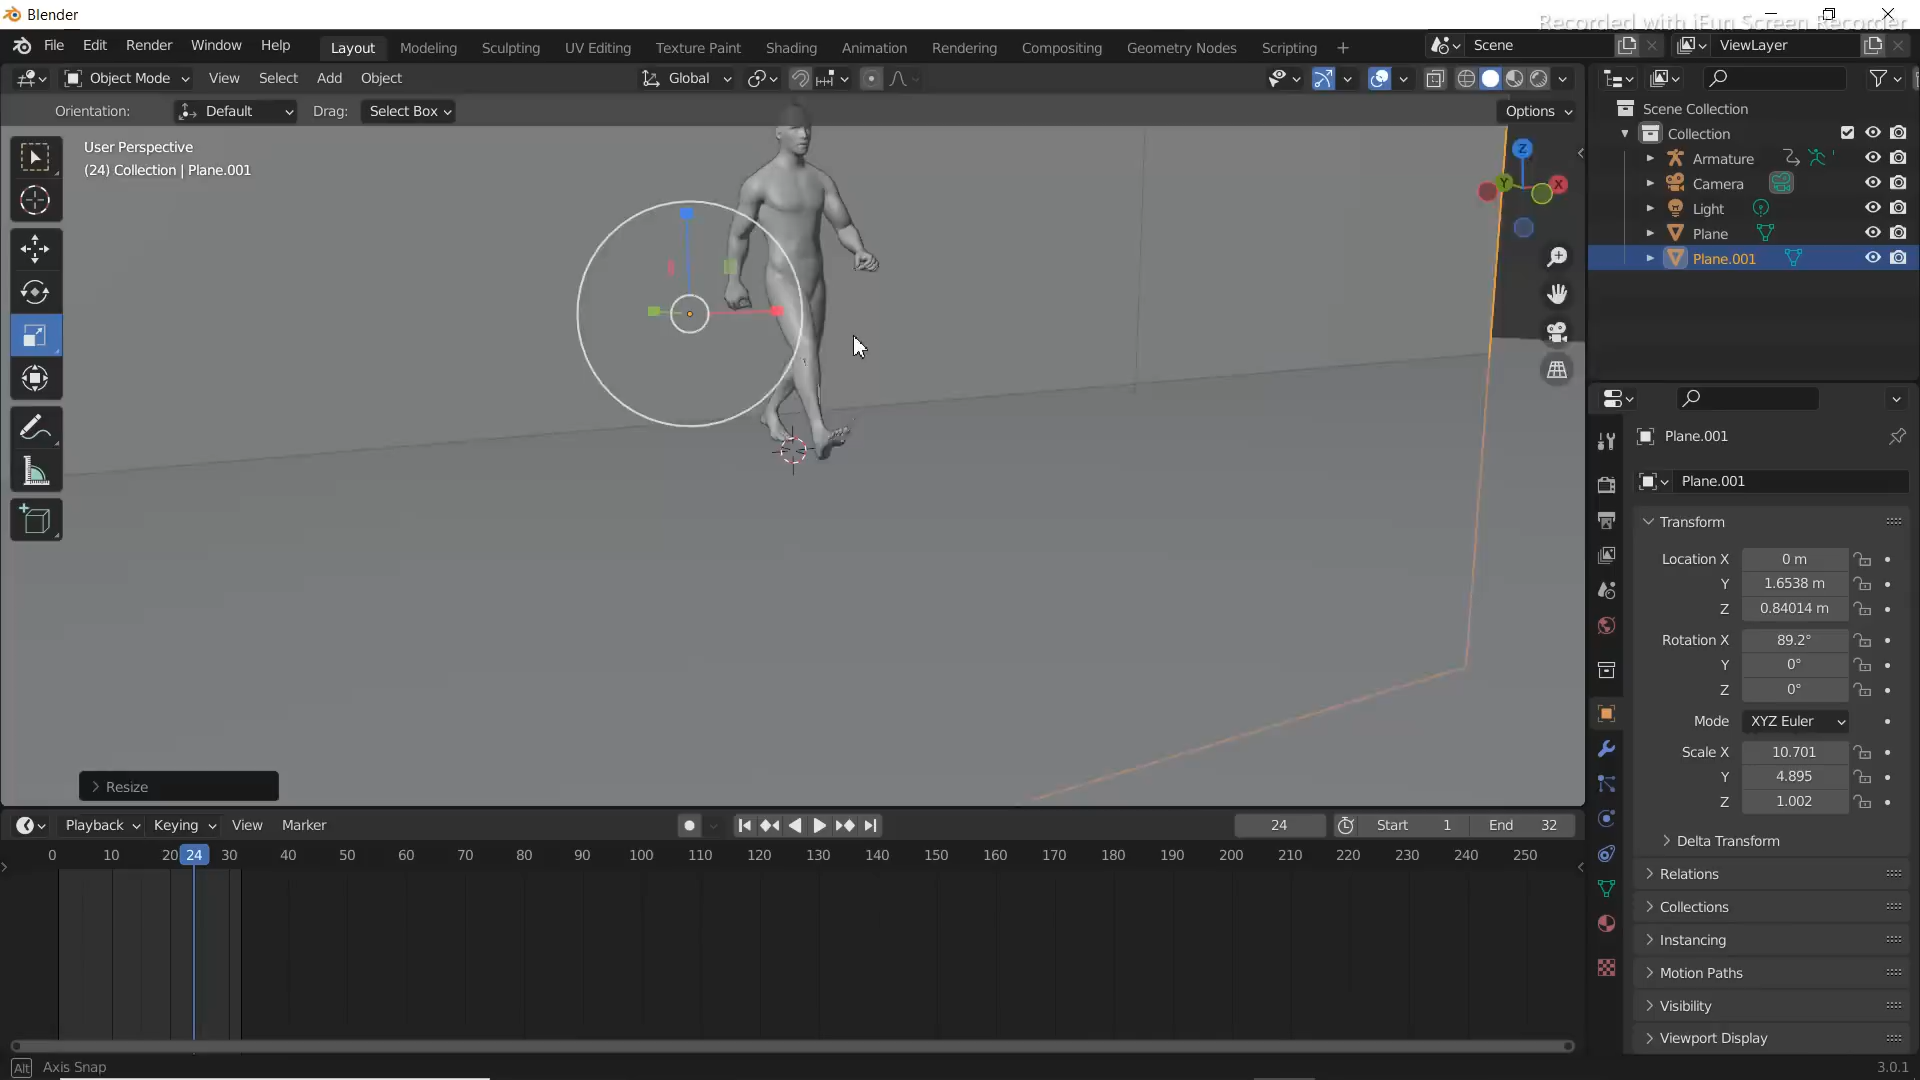 Blender
Recorded with iFun Screen Recorder
File Edit Render Window Help
Layout Modeling Sculpting UV Editing Texture Paint Shading Animation Rendering Compositing Geometry Nodes Scripting +
Scene
ViewLayer
Object Mode View Select Add Object
Global
Orientation: Default Drag: Select Box
Options
User Perspective
(24) Collection | Plane.001
Z
Y
X
Scene Collection
Collection
Armature
Camera
Light
Plane
Plane.001
Plane.001
Plane.001
Transform
Location X 0 m
Y 1.6538 m
Z 0.84014 m
Rotation X 89.2°
Y 0°
Z 0°
Mode XYZ Euler
Scale X 10.701
Y 4.895
Z 1.002
Delta Transform
Relations
Collections
Instancing
Motion Paths
Visibility
Viewport Display
Resize
Playback Keying View Marker
24 Start 1 End 32
0 10 20 24 30 40 50 60 70 80 90 100 110 120 130 140 150 160 170 180 190 200 210 220 230 240 250
Alt Axis Snap
3.0.1